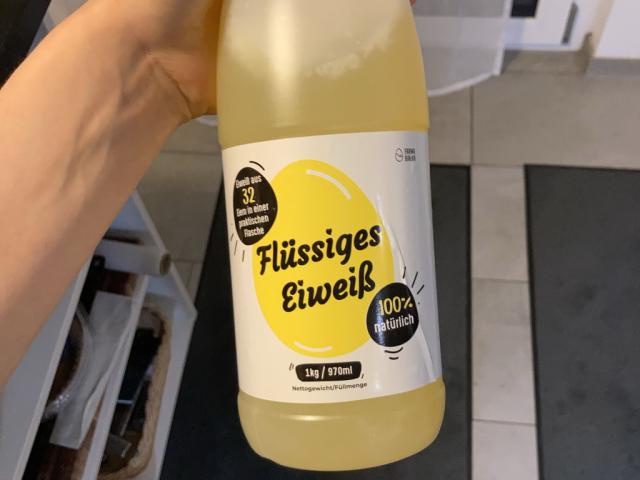 Eiweiß aus
32
Eiern in einer
praktischen
Flasche
Flüssiges
Eiweiß
100%
natürlich
1kg / 970ml
Nettogewicht/Füllmenge